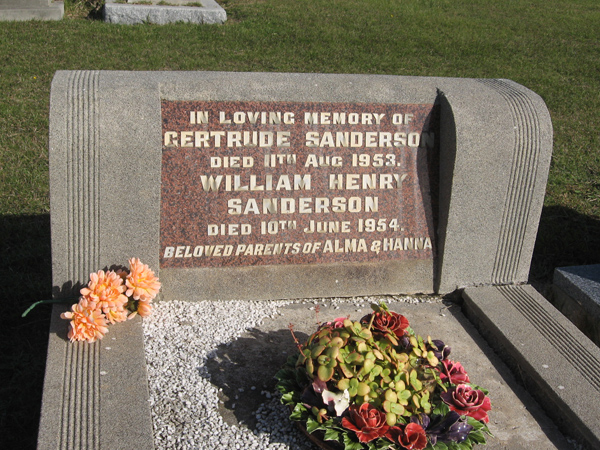 IN LOVING MEMORY OF
GERTRUDE SANDERSON
DIED 11TH AUG 1953.
WILLIAM HENRY
SANDERSON
DIED 10TH JUNE 1954.
BELOVED PARENTS OF ALMA & HANNA